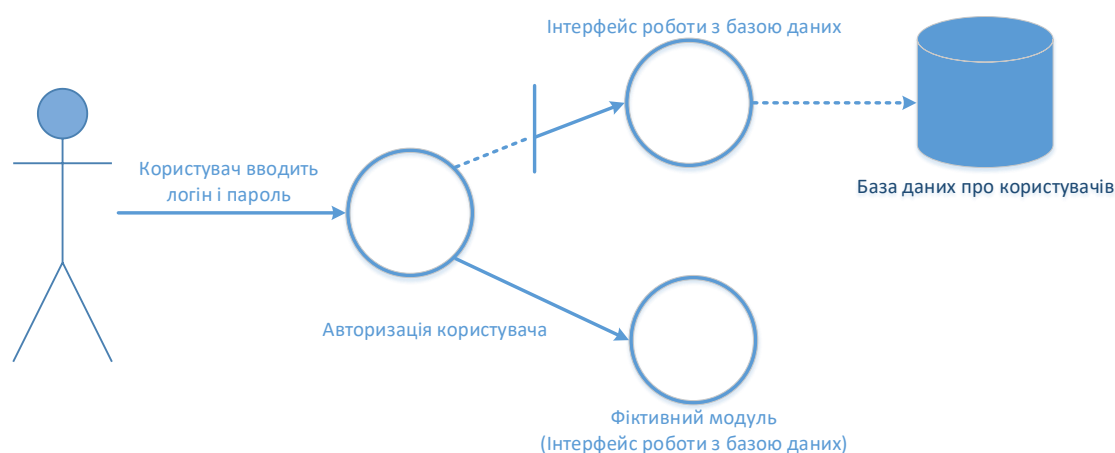 Інтерфейс роботи з базою даних
Користувач вводить
логін і пароль
База даних про користувачів
Авторизація користувача
Фіктивний модуль
(Інтерфейс роботи з базою даних)